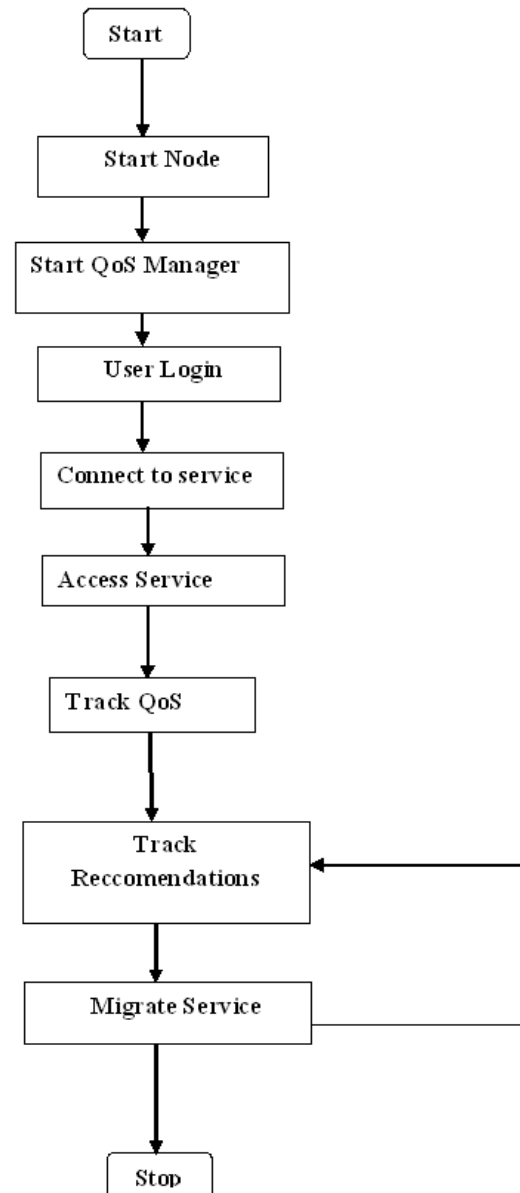 Start
Start Node
Start QoS Manager
User Login
Connect to service
Access Service
Track QoS
Track
Reccomendations
Migrate Service
Stop